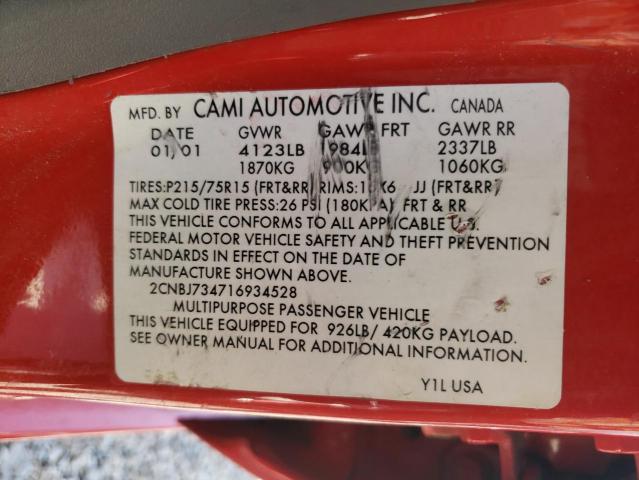 MFD. BY CAMI AUTOMOTIVE INC. CANADA
DATE GVWR GAWR FRT GAWR RR
01/01 4123LB 1984L 2337LB
1870KG 900K 1060KG
TIRES:P215/75R15 (FRT&RR) RIMS: JJ (FRT&RR)
MAX COLD TIRE PRESS:26 PSI (180KPA) FRT & RR
THIS VEHICLE CONFORMS TO ALL APPLICABLE U.S.
FEDERAL MOTOR VEHICLE SAFETY AND THEFT PREVENTION
STANDARDS IN EFFECT ON THE DATE OF
MANUFACTURE SHOWN ABOVE.
2CNBJ734716934528
MULTIPURPOSE PASSENGER VEHICLE
THIS VEHICLE EQUIPPED FOR 926LB/420KG PAYLOAD.
SEE OWNER MANUAL FOR ADDITIONAL INFORMATION.
Y1L USA